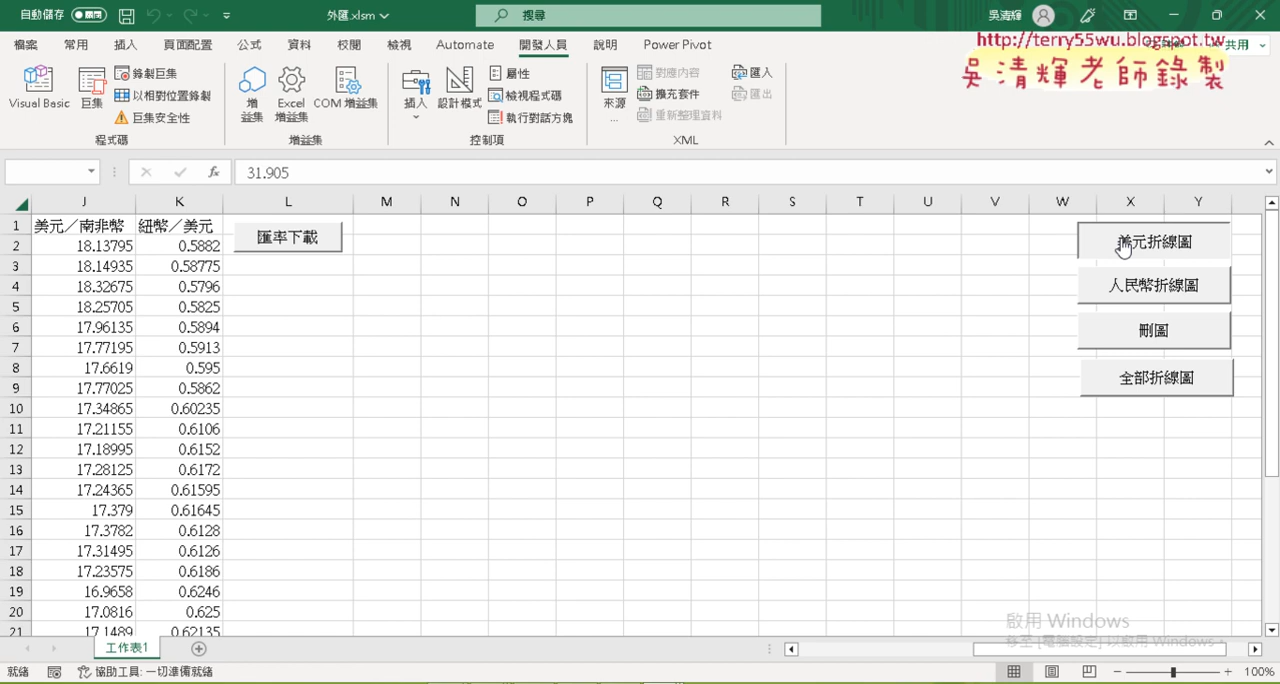 自動儲存 關閉 外匯.xlsm 搜尋 吳清輝
檔案 常用 插入 頁面配置 公式 資料 校閱 檢視 Automate 開發人員 說明 Power Pivot 共用
http://terry55wu.blogspot.tw
吳清輝老師錄製
Visual Basic 巨集 錄製巨集 以相對位置錄製 巨集安全性 程式碼
增益集 Excel 增益集 COM 增益集 增益集
插入 設計模式 屬性 檢視程式碼 執行對話方塊 控制項
來源 對應內容 擴充套件 重新整理資料 匯入 匯出 XML
fx 31.905
J K L M N O P Q R S T U V W X Y
1 美元/南非幣 紐幣/美元
2 18.13795 0.5882
3 18.14935 0.58775
4 18.32675 0.5796
5 18.25705 0.5825
6 17.96135 0.5894
7 17.77195 0.5913
8 17.6619 0.595
9 17.77025 0.5862
10 17.34865 0.60235
11 17.21155 0.6106
12 17.18995 0.6152
13 17.28125 0.6172
14 17.24365 0.61595
15 17.379 0.61645
16 17.3782 0.6128
17 17.31495 0.6126
18 17.23575 0.6186
19 16.9658 0.6246
20 17.0816 0.625
21 17.1489 0.62135
匯率下載
美元折線圖
人民幣折線圖
刪圖
全部折線圖
啟用 Windows
移至 [電腦設定] 以啟用 Windows。
工作表1
就緒 協助工具: 一切準備就緒 100%